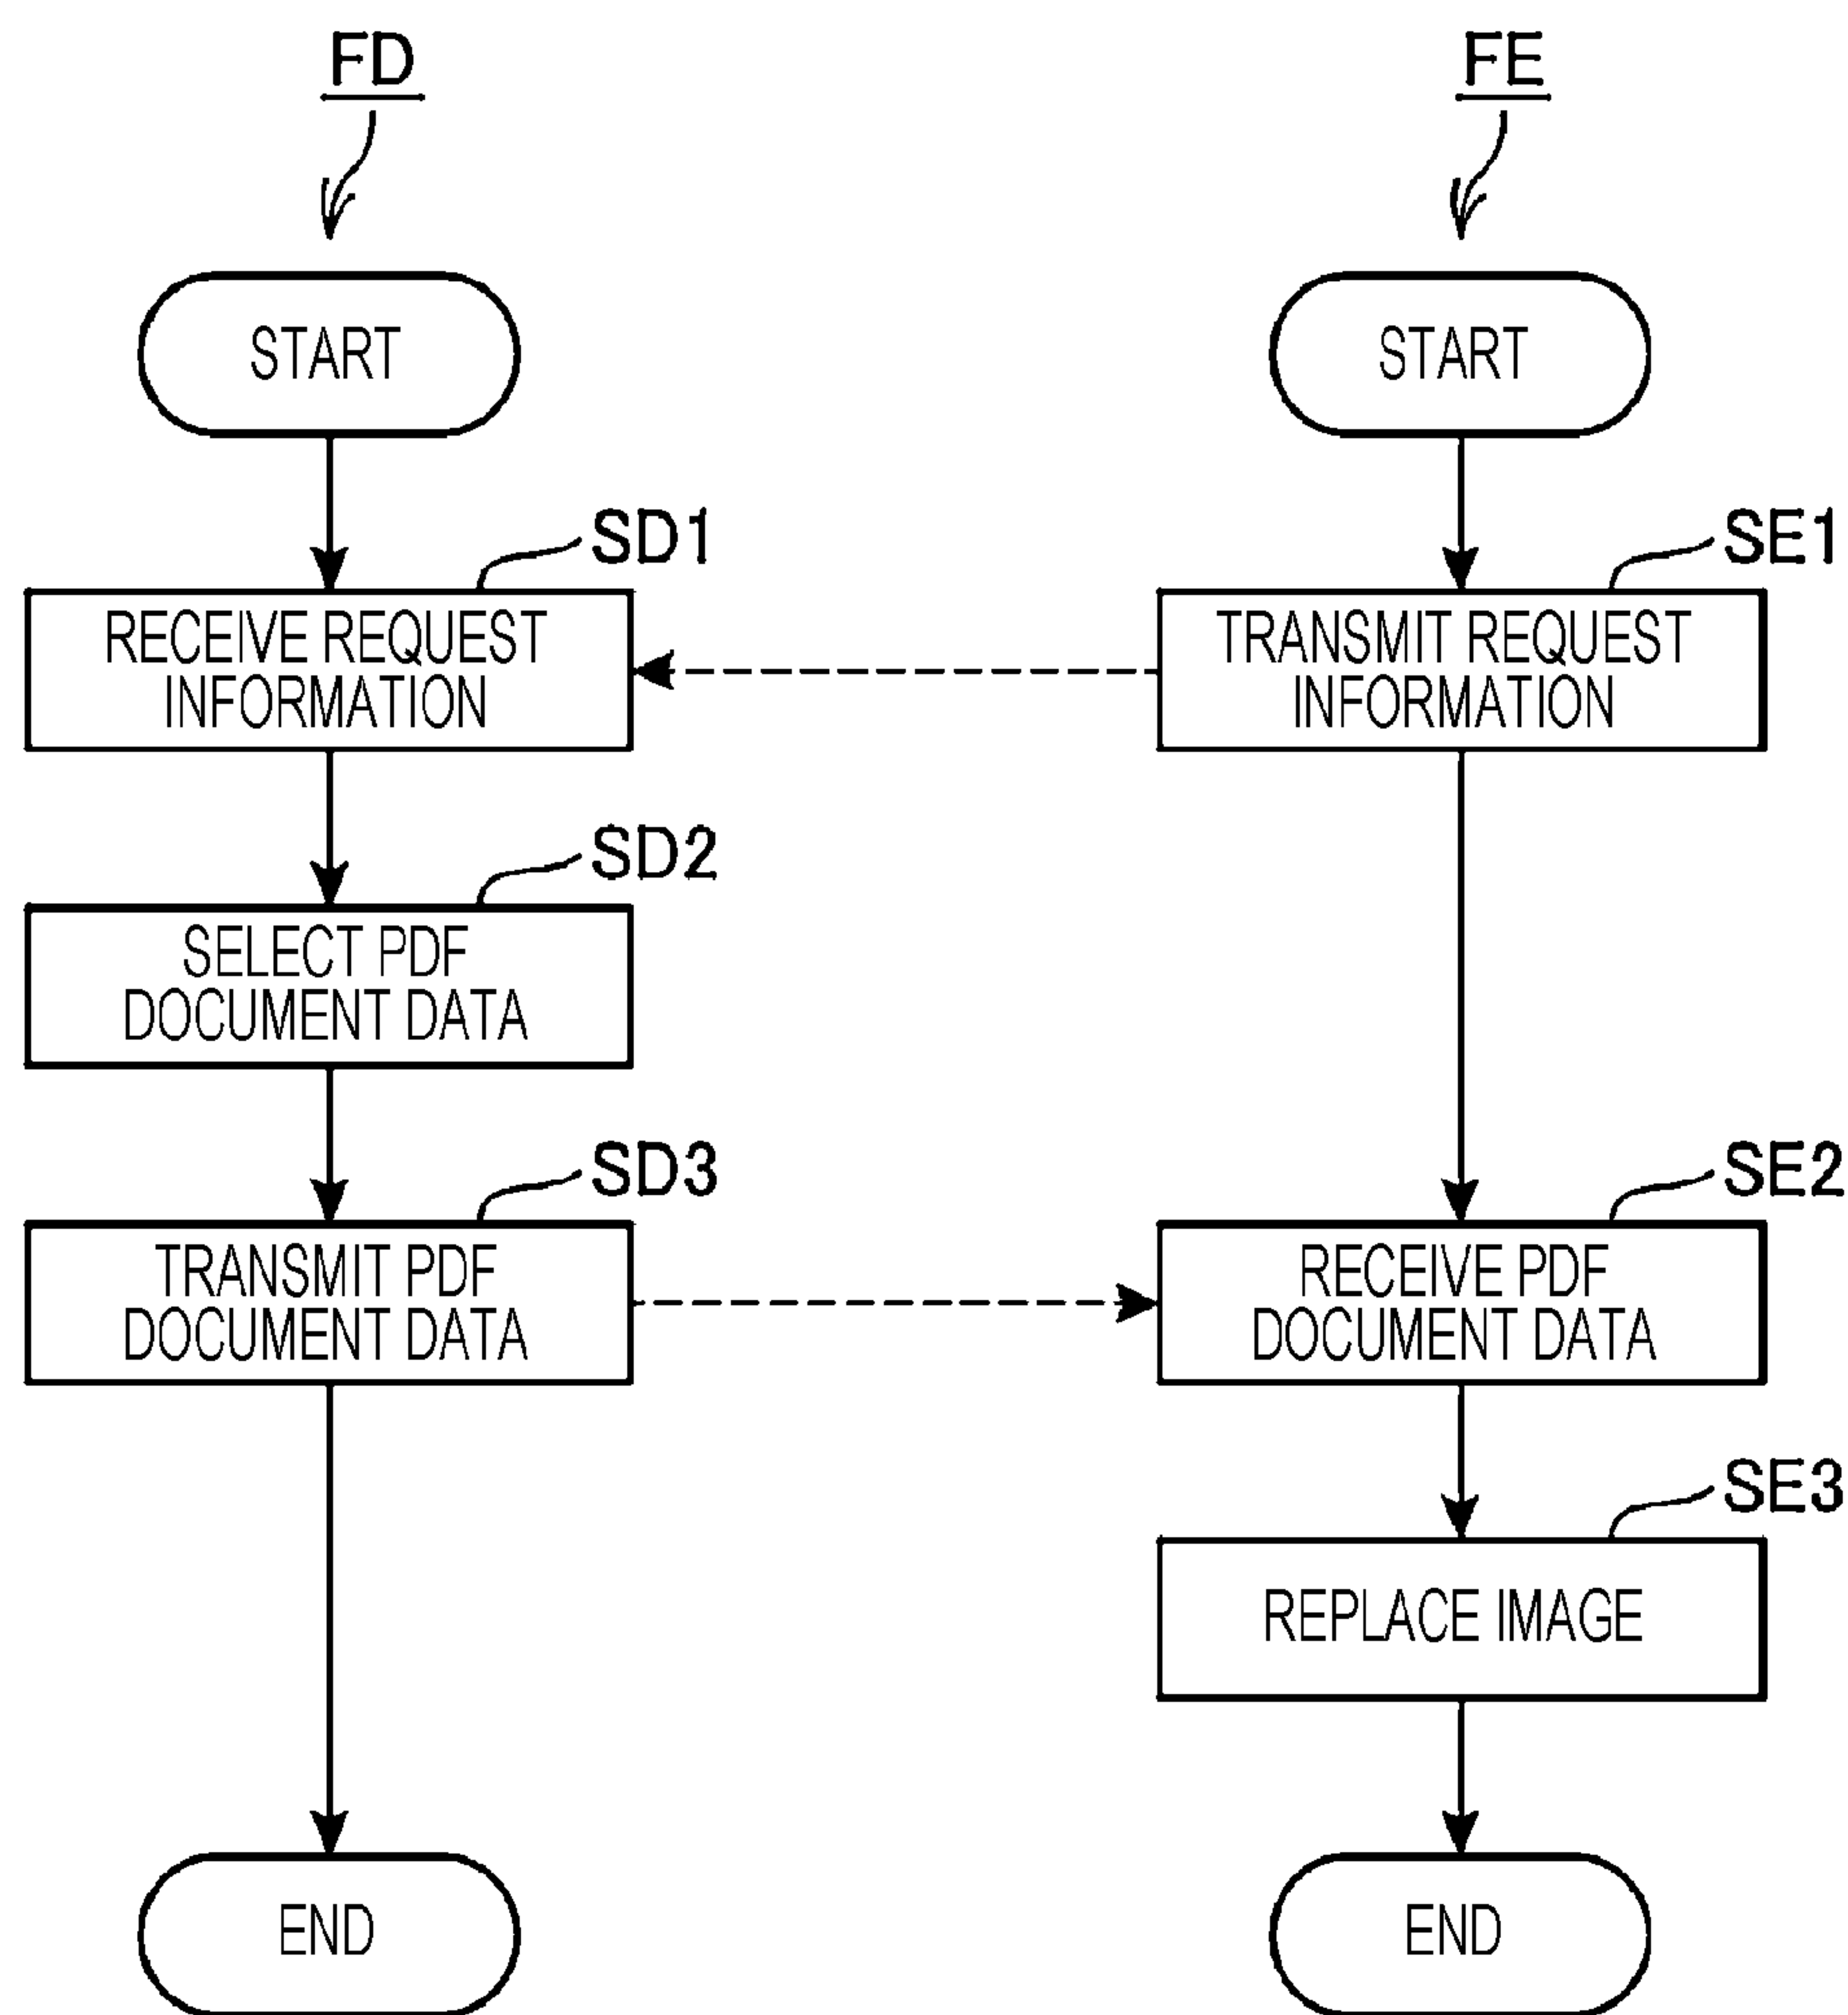 FD
FE
START
START
SD1
SE1
RECEIVE REQUEST
INFORMATION
TRANSMIT REQUEST
INFORMATION
SD2
SELECT PDF
DOCUMENT DATA
SD3
SE2
TRANSMIT PDF
DOCUMENT DATA
RECEIVE PDF
DOCUMENT DATA
SE3
REPLACE IMAGE
END
END